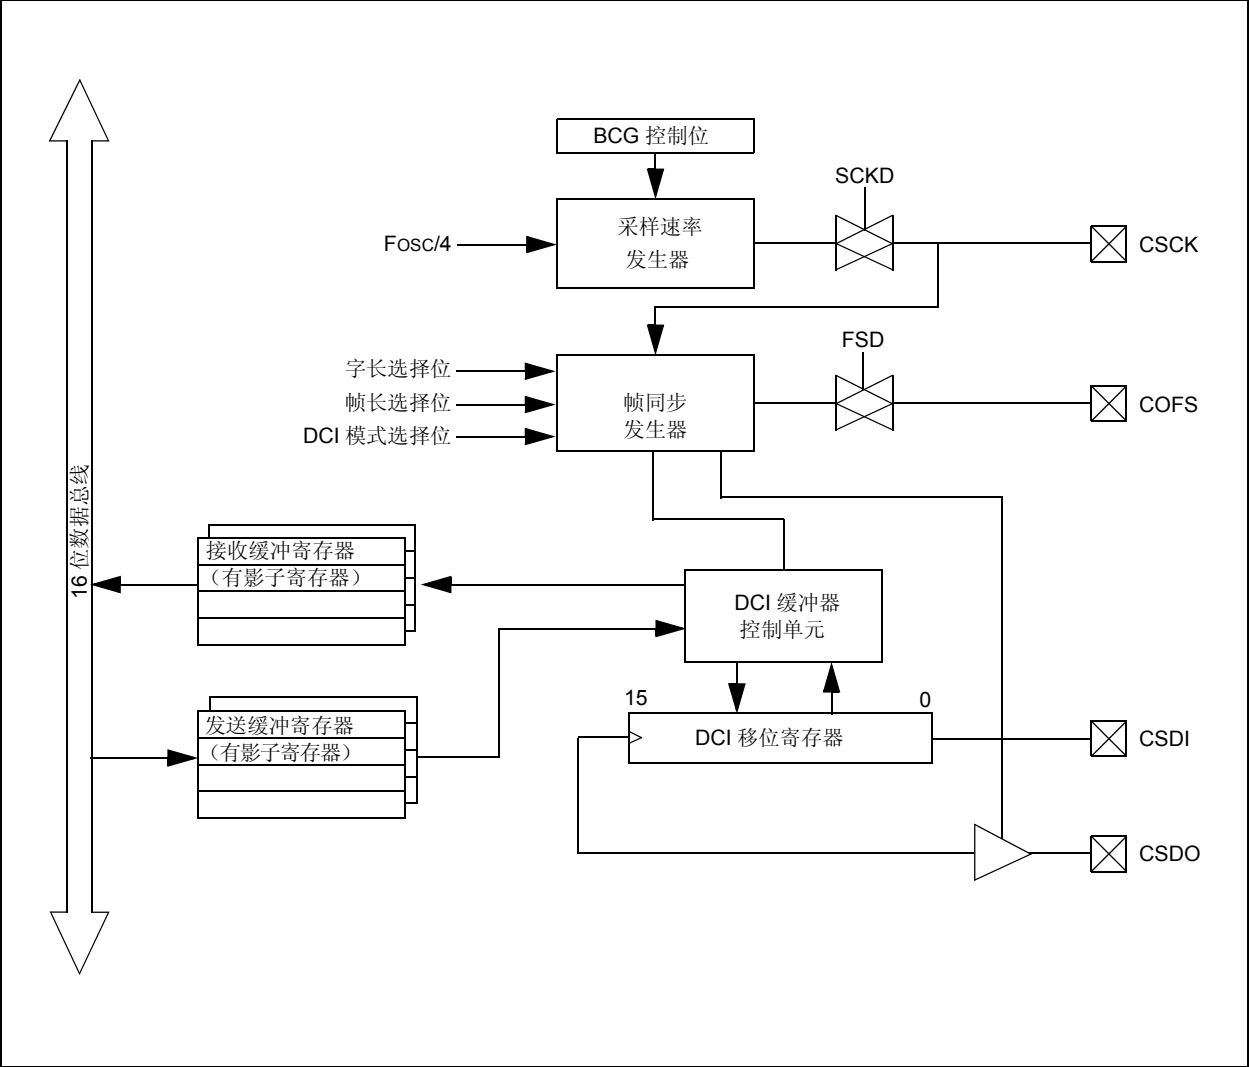 BCG 控制位
SCKD
采样速率
发生器
FOSC/4
CSCK
FSD
字长选择位
帧长选择位
DCI 模式选择位
帧同步
发生器
COFS
16 位数据总线
接收缓冲寄存器
（有影子寄存器）
DCI 缓冲器
控制单元
15
0
发送缓冲寄存器
（有影子寄存器）
DCI 移位寄存器
CSDI
CSDO